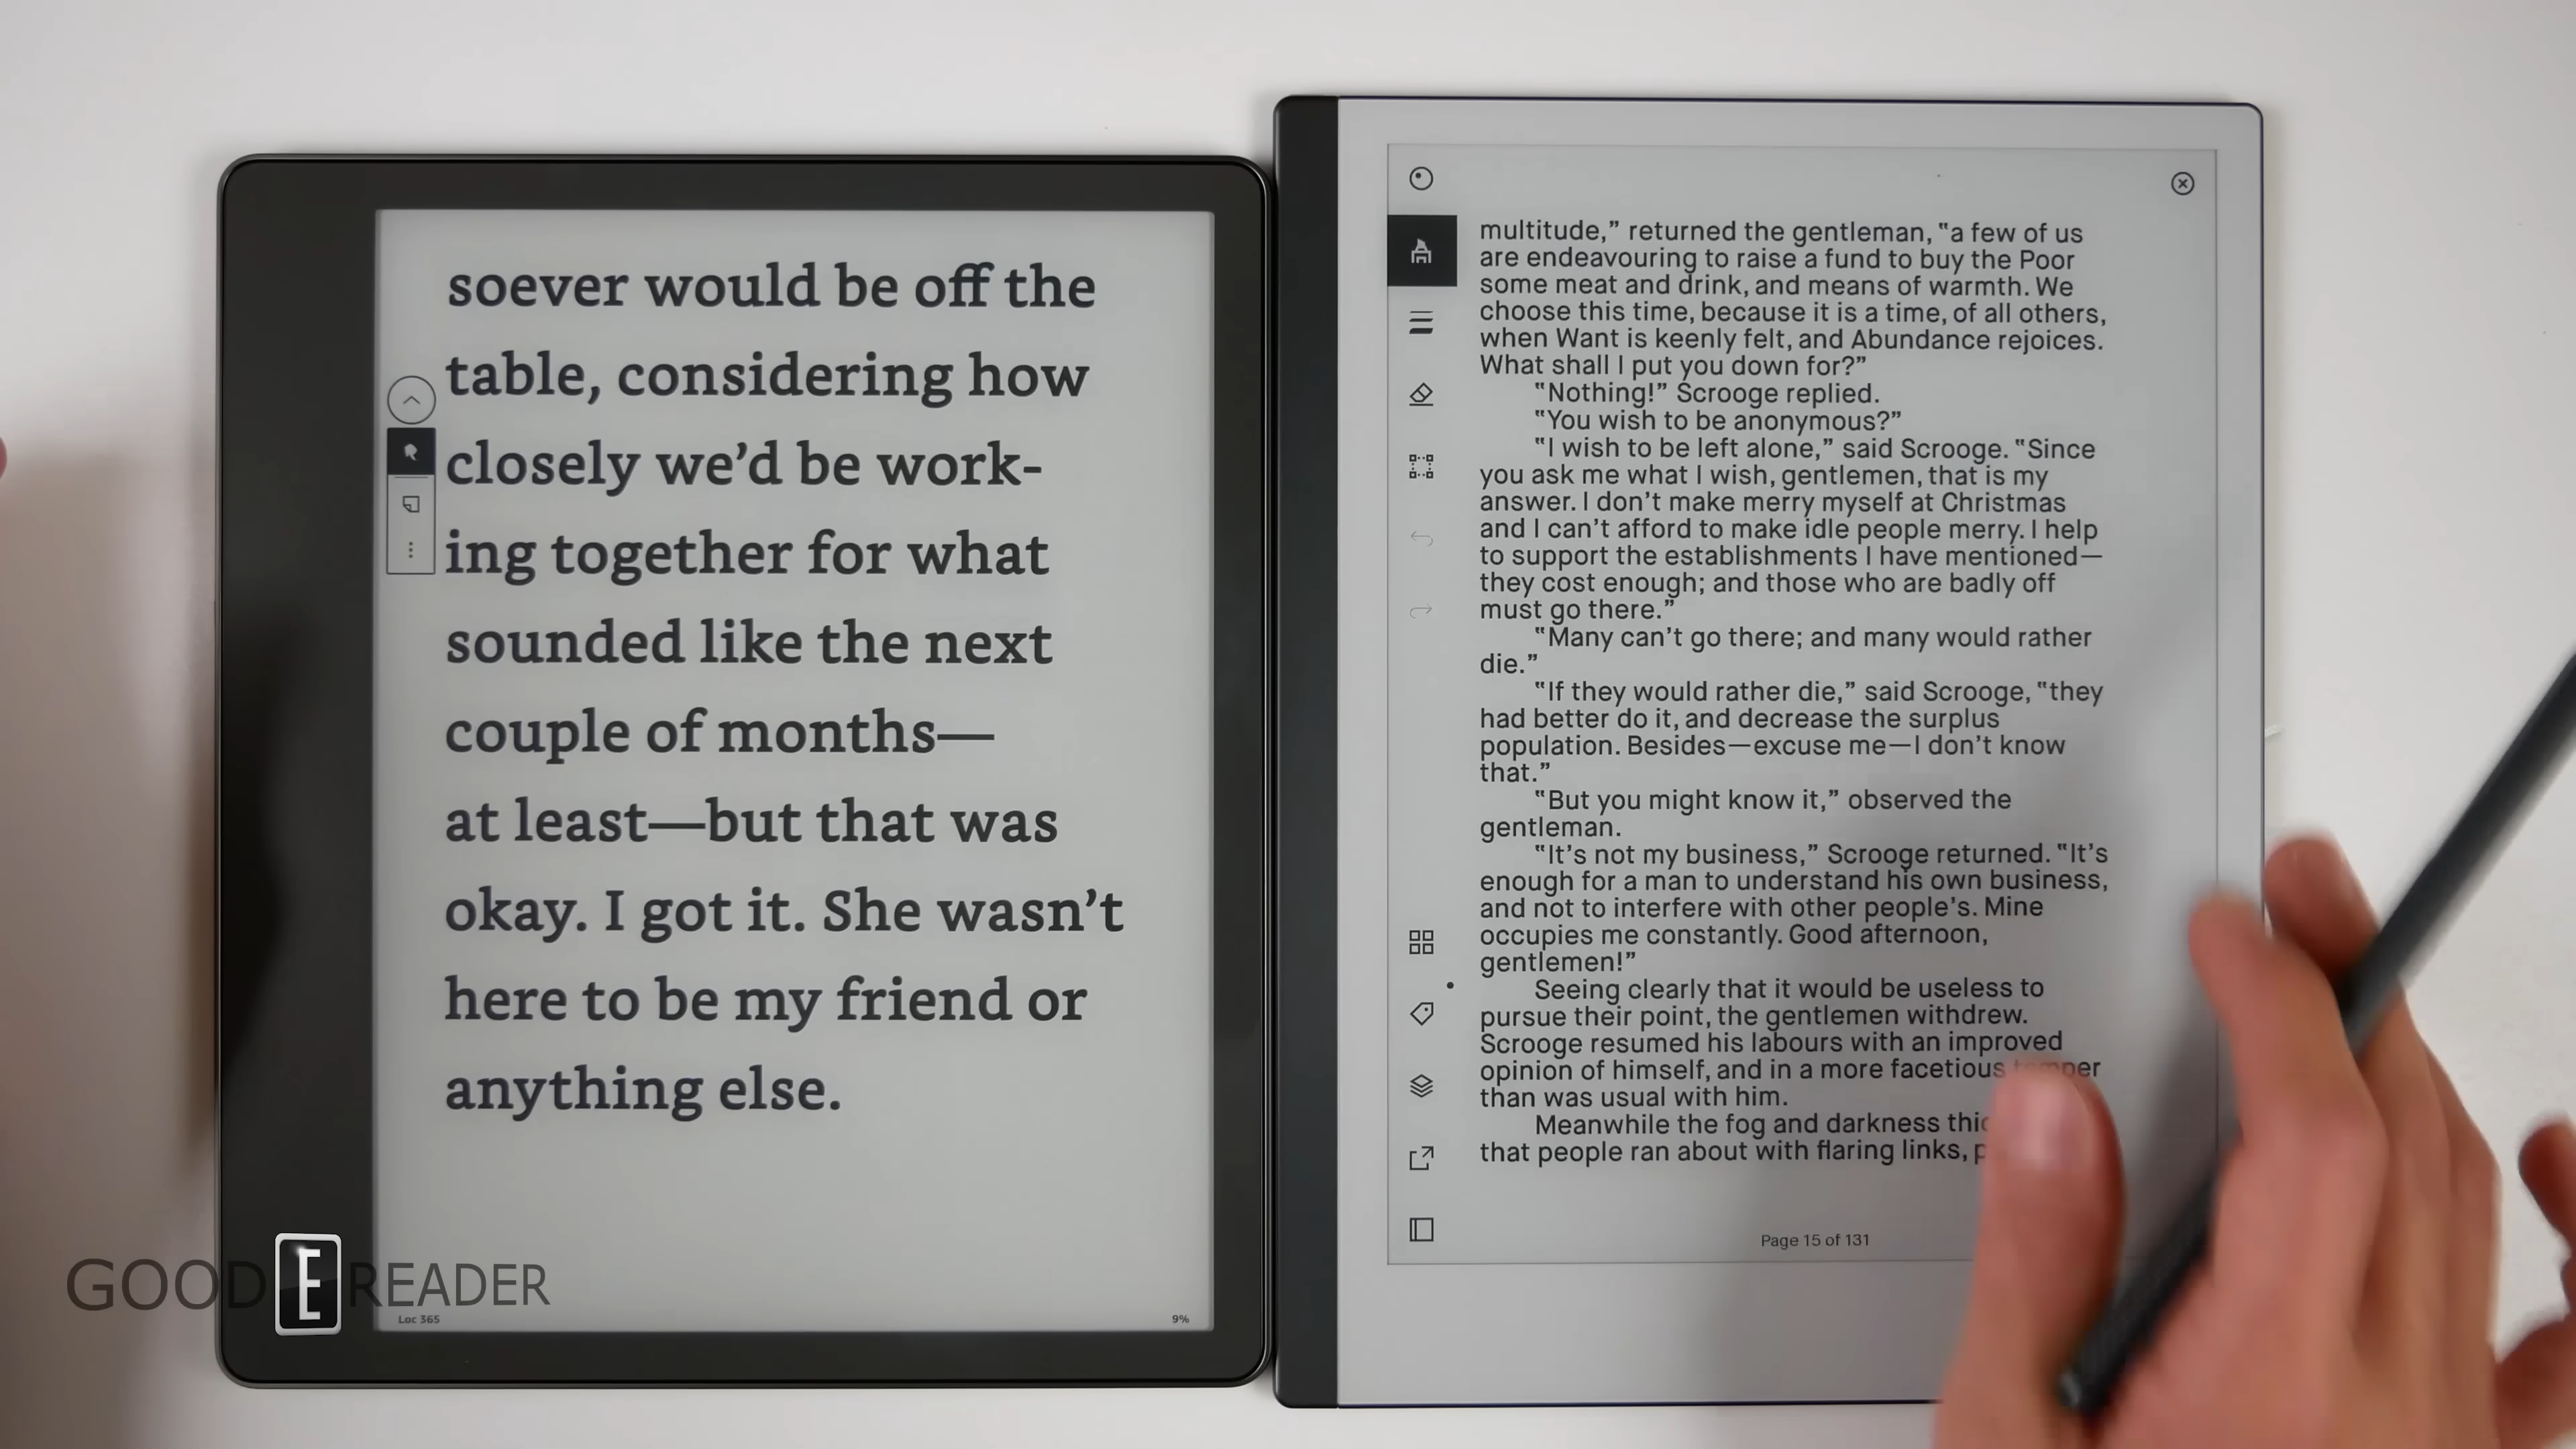 soever would be off the
table, considering how
closely we’d be work-
ing together for what
sounded like the next
couple of months—
at least—but that was
okay. I got it. She wasn’t
here to be my friend or
anything else.
Loc 365
9%
multitude,” returned the gentleman, “a few of us
are endeavouring to raise a fund to buy the Poor
some meat and drink, and means of warmth. We
choose this time, because it is a time, of all others,
when Want is keenly felt, and Abundance rejoices.
What shall I put you down for?”
“Nothing!” Scrooge replied.
“You wish to be anonymous?”
“I wish to be left alone,” said Scrooge. “Since
you ask me what I wish, gentlemen, that is my
answer. I don’t make merry myself at Christmas
and I can’t afford to make idle people merry. I help
to support the establishments I have mentioned—
they cost enough; and those who are badly off
must go there.”
“Many can’t go there; and many would rather
die.”
“If they would rather die,” said Scrooge, “they
had better do it, and decrease the surplus
population. Besides—excuse me—I don’t know
that.”
“But you might know it,” observed the
gentleman.
“It’s not my business,” Scrooge returned. “It’s
enough for a man to understand his own business,
and not to interfere with other people’s. Mine
occupies me constantly. Good afternoon,
gentlemen!”
Seeing clearly that it would be useless to
pursue their point, the gentlemen withdrew.
Scrooge resumed his labours with an improved
opinion of himself, and in a more facetious temper
than was usual with him.
Meanwhile the fog and darkness
that people ran about with flaring links,
Page 15 of 131
GOOD E READER